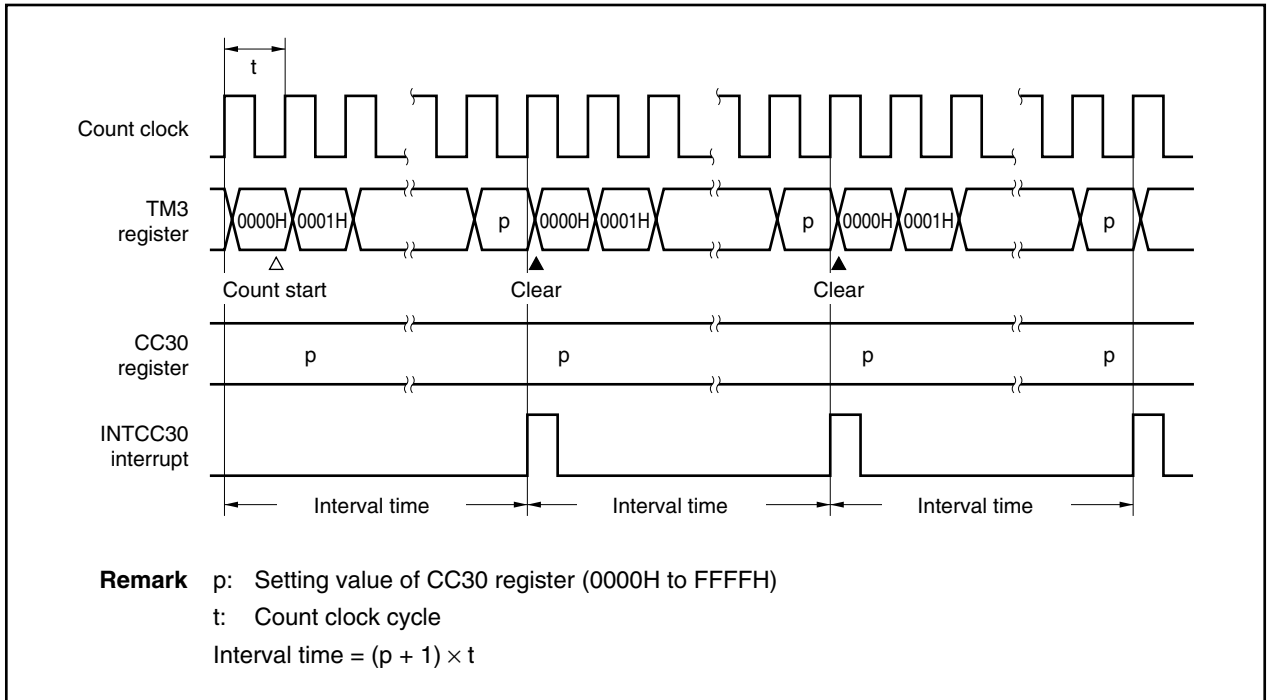 t
Count clock
TM3
register
0000H 0001H p 0000H 0001H p 0000H 0001H p
Count start Clear Clear
CC30
register
p p p p
INTCC30
interrupt
Interval time Interval time Interval time
Remark p: Setting value of CC30 register (0000H to FFFFH)
t: Count clock cycle
Interval time = (p + 1) × t